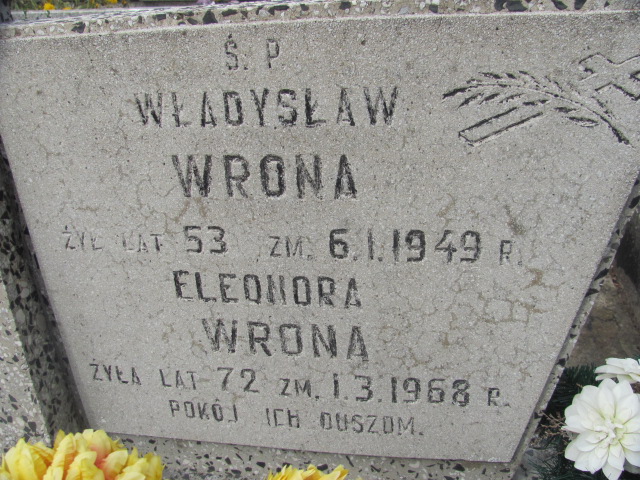 Ś. P.
WŁADYSŁAW
WRONA
ŻYŁ LAT 53 ZM. 6.1.1949 R.
ELEONORA
WRONA
ŻYŁA LAT 72 ZM. 1.3.1968 R.
POKÓJ ICH DUSZOM.